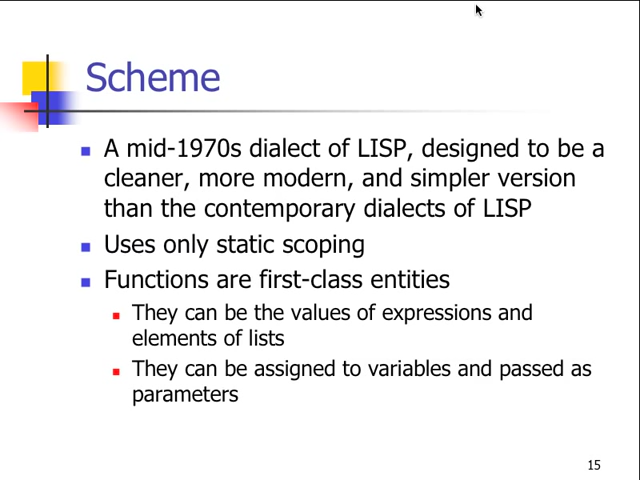 Scheme
A mid-1970s dialect of LISP, designed to be a
cleaner, more modern, and simpler version
than the contemporary dialects of LISP
Uses only static scoping
Functions are first-class entities
They can be the values of expressions and
elements of lists
They can be assigned to variables and passed as
parameters
15